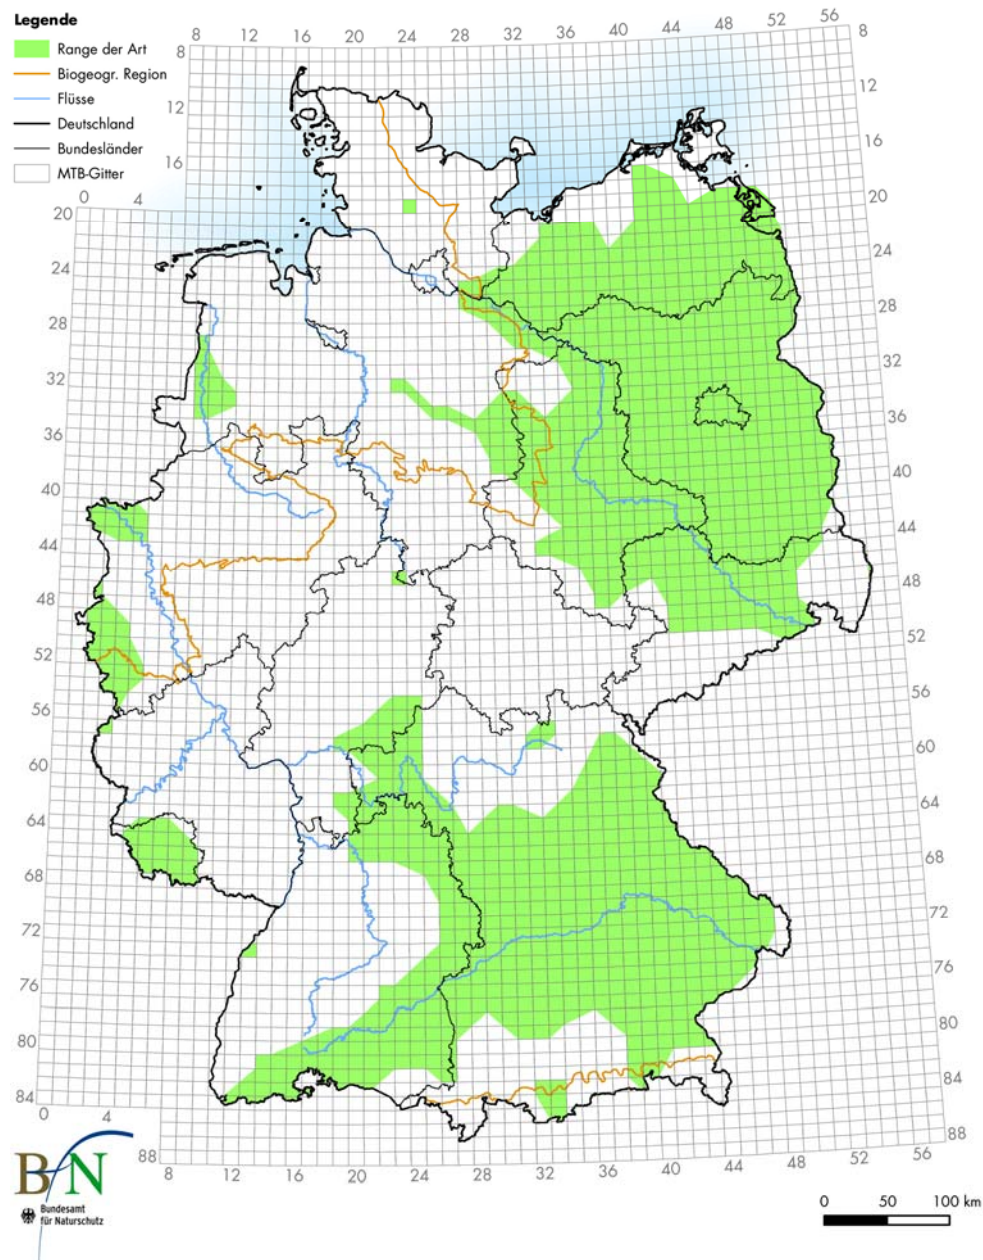 Legende
Range der Art
Biogeogr. Region
Flüsse
Deutschland
Bundesländer
MTB-Gitter
8 12 16 20 24 28 32 36 40 44 48 52 56
8 8
12 12
16 16
0 4
20 20
24 24
28 28
32 32
36 36
40 40
44 44
48 48
52 52
56 56
60 60
64 64
68 68
72 72
76 76
80 80
84 84
0 4
88 88
8 12 16 20 24 28 32 36 40 44 48 52 56
BfN
Bundesamt
für Naturschutz
0 50 100 km